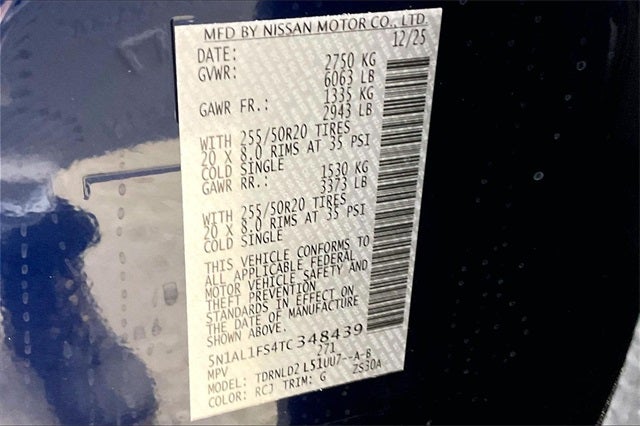 MFD BY NISSAN MOTOR CO., LTD.
DATE: 12/25
GVWR: 2750 KG
6063 LB
GAWR FR.: 1335 KG
2943 LB
WITH 255/50R20 TIRES
20 X 8.0 RIMS AT 35 PSI
COLD SINGLE
GAWR RR.: 1530 KG
3373 LB
WITH 255/50R20 TIRES
20 X 8.0 RIMS AT 35 PSI
COLD SINGLE
THIS VEHICLE CONFORMS TO
ALL APPLICABLE FEDERAL
MOTOR VEHICLE SAFETY AND
THEFT PREVENTION
STANDARDS IN EFFECT ON
THE DATE OF MANUFACTURE
SHOWN ABOVE.
5N1AL1FS4TC348439
MPV 271
MODEL: TDRNLD2 L51UU7--A-B
COLOR: RCJ TRIM: G ZS30A